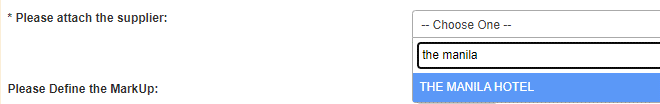 * Please attach the supplier:
-- Choose One --
the manila
THE MANILA HOTEL
Please Define the MarkUp: